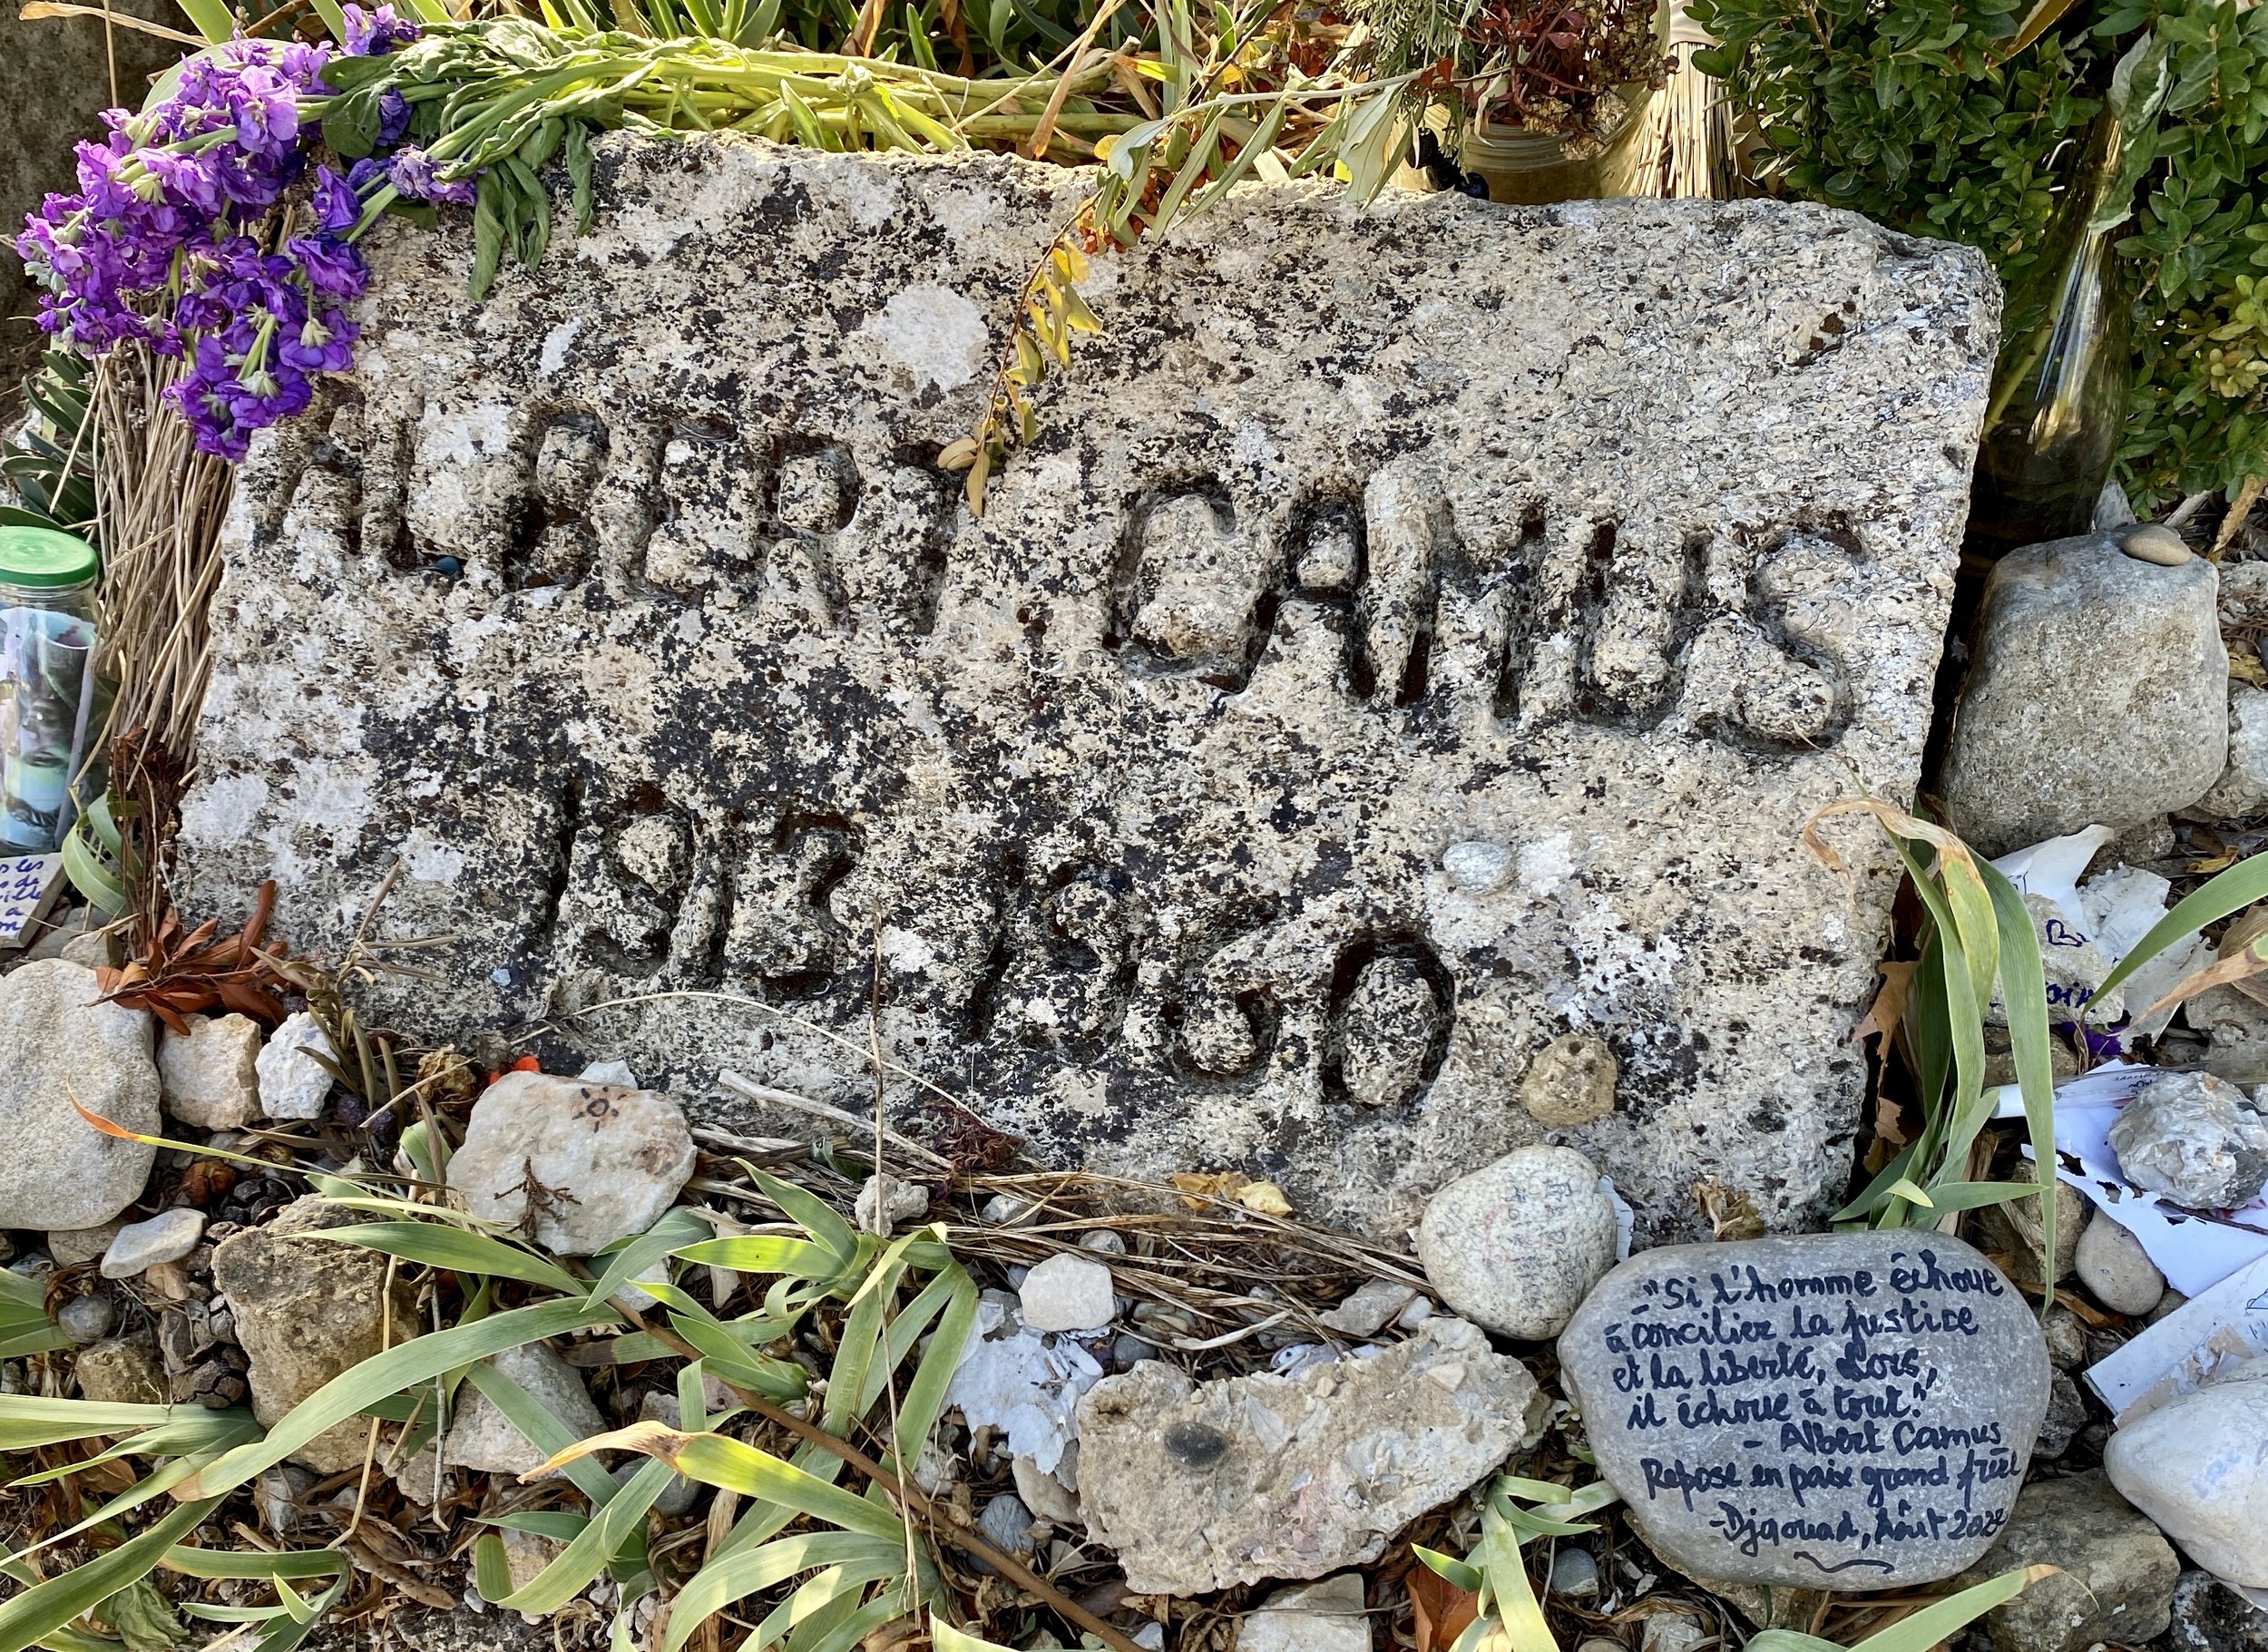 ALBERT CAMUS
1913 1960
"Si l'homme échoue
à concilier la justice
et la liberté, Lors,
il échoue à tout."
- Albert Camus
Repose en paix grand frère
-Djaouad, Août 2022